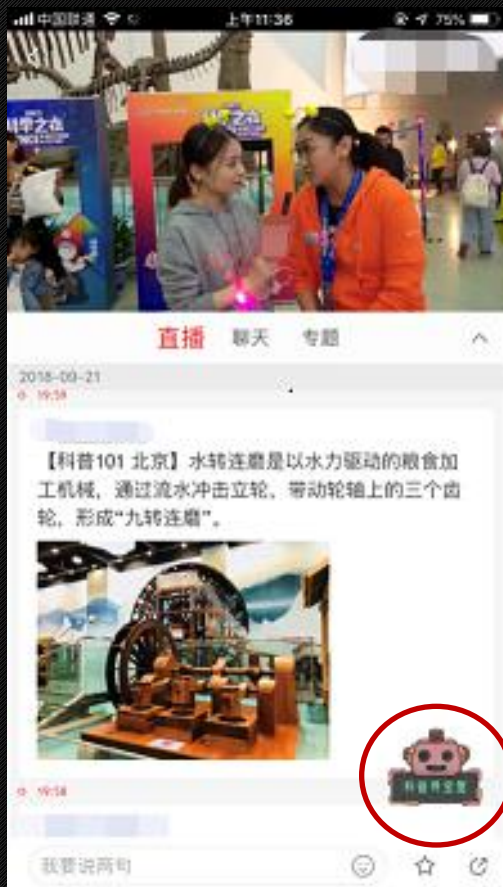 中国联通
上午11:36
75%
科学之夜
直播 聊天 专题
2018-09-21
19:59
【科普101 北京】水转连磨是以水力驱动的粮食加
工机械，通过流水冲击立轮、带动轮轴上的三个齿
轮，形成“九转连磨”。
19:58
我要说两句